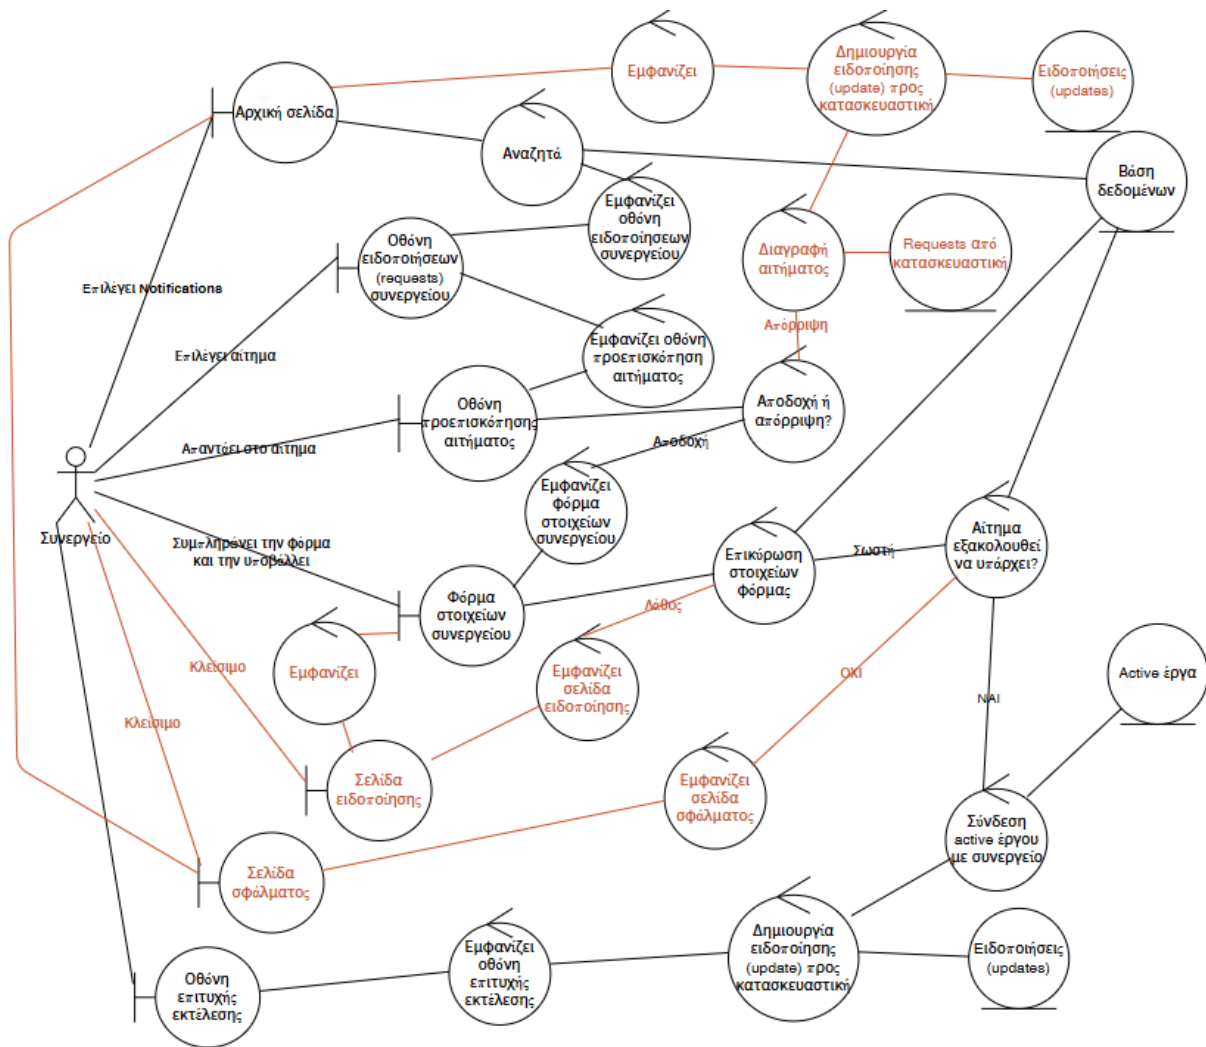 Εμφανίζει
Δημιουργία
ειδοποίησης
(update) προς
κατασκευαστική
Ειδοποιήσεις
(updates)
Αρχική σελίδα
Αναζητά
Βάση
δεδομένων
Εμφανίζει
οθόνη
ειδοποιήσεων
συνεργείου
Οθόνη
ειδοποιήσεων
(requests)
συνεργείου
Διαγραφή
αιτήματος
Requests από
κατασκευαστική
Επιλέγει Notifications
Απόρριψη
Επιλέγει αίτημα
Εμφανίζει οθόνη
προεπισκόπηση
αιτήματος
Οθόνη
προεπισκόπησης
αιτήματος
Αποδοχή ή
απόρριψη?
Απαντάει στο αίτημα
Αποδοχή
Εμφανίζει
φόρμα
στοιχείων
συνεργείου
Συνεργείο
Συμπληρώνει την φόρμα
και την υποβάλλει
Επικύρωση
στοιχείων
φόρμας
Σωστή
Αίτημα
εξακολουθεί
να υπάρχει?
Φόρμα
στοιχείων
συνεργείου
Λάθος
Κλείσιμο
Εμφανίζει
Εμφανίζει
σελίδα
ειδοποίησης
ΟΧΙ
Active έργα
ΝΑΙ
Κλείσιμο
Σελίδα
ειδοποίησης
Εμφανίζει
σελίδα
σφάλματος
Σύνδεση
active έργου
με συνεργείο
Σελίδα
σφάλματος
Δημιουργία
ειδοποίησης
(update) προς
κατασκευαστική
Ειδοποιήσεις
(updates)
Εμφανίζει
οθόνη
επιτυχής
εκτέλεσης
Οθόνη
επιτυχής
εκτέλεσης